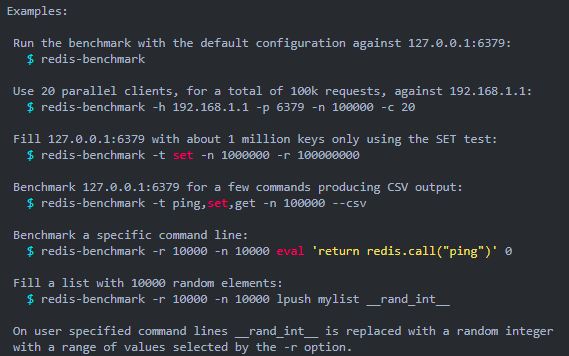 Examples:
Run the benchmark with the default configuration against 127.0.0.1:6379:
$ redis-benchmark
Use 20 parallel clients, for a total of 100k requests, against 192.168.1.1:
$ redis-benchmark -h 192.168.1.1 -p 6379 -n 100000 -c 20
Fill 127.0.0.1:6379 with about 1 million keys only using the SET test:
$ redis-benchmark -t set -n 1000000 -r 100000000
Benchmark 127.0.0.1:6379 for a few commands producing CSV output:
$ redis-benchmark -t ping,set,get -n 100000 --csv
Benchmark a specific command line:
$ redis-benchmark -r 10000 -n 10000 eval 'return redis.call("ping")' 0
Fill a list with 10000 random elements:
$ redis-benchmark -r 10000 -n 10000 lpush mylist __rand_int__
On user specified command lines __rand_int__ is replaced with a random integer
with a range of values selected by the -r option.